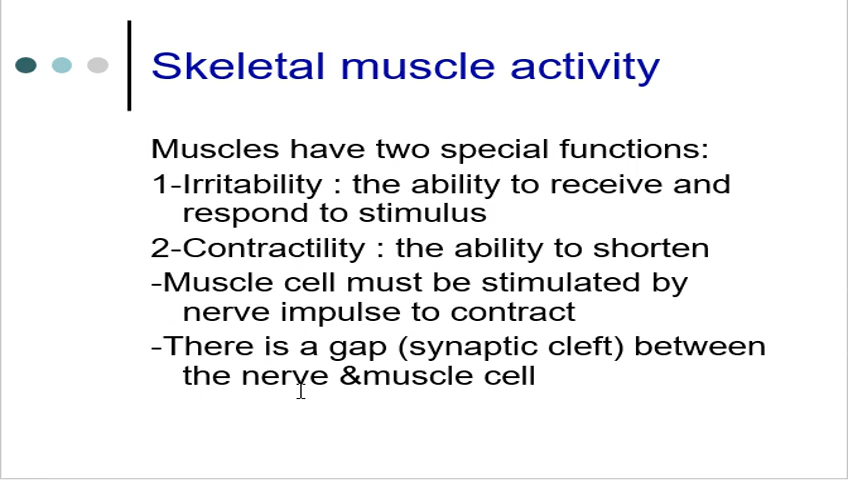 Skeletal muscle activity
Muscles have two special functions:
1-Irritability : the ability to receive and
respond to stimulus
2-Contractility : the ability to shorten
-Muscle cell must be stimulated by
nerve impulse to contract
-There is a gap (synaptic cleft) between
the nerve &muscle cell